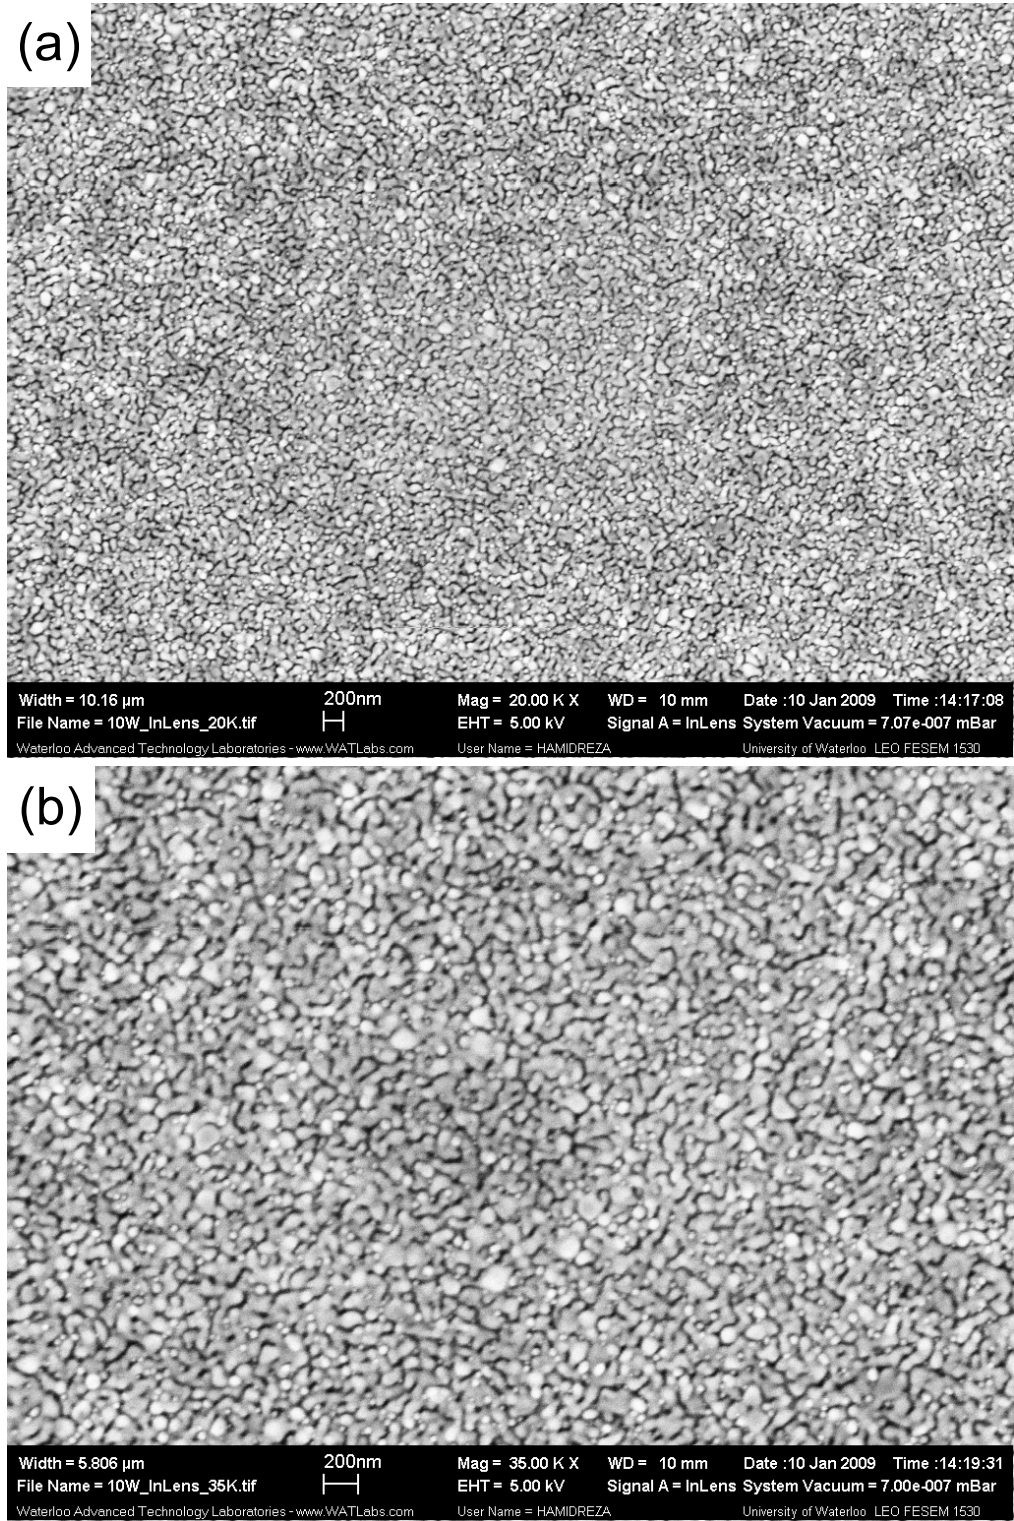 (a)
Width = 10.16 µm 200nm Mag = 20.00 K X WD = 10 mm Date :10 Jan 2009 Time :14:17:08
File Name = 10W_InLens_20K.tif EHT = 5.00 kV Signal A = InLens System Vacuum = 7.07e-007 mBar
Waterloo Advanced Technology Laboratories - www.WATLabs.com User Name = HAMIDREZA University of Waterloo LEO FESEM 1530
(b)
Width = 5.806 µm 200nm Mag = 35.00 K X WD = 10 mm Date :10 Jan 2009 Time :14:19:31
File Name = 10W_InLens_35K.tif EHT = 5.00 kV Signal A = InLens System Vacuum = 7.00e-007 mBar
Waterloo Advanced Technology Laboratories - www.WATLabs.com User Name = HAMIDREZA University of Waterloo LEO FESEM 1530